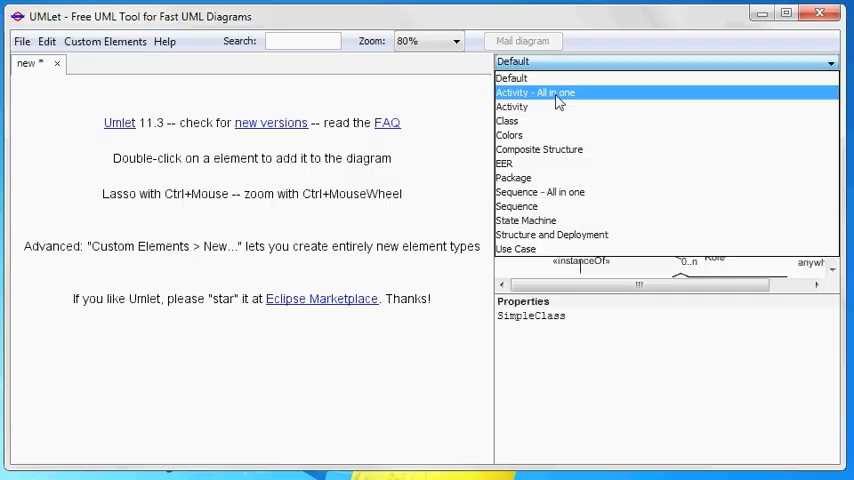 UMLet - Free UML Tool for Fast UML Diagrams
File Edit Custom Elements Help Search: Zoom: 80% Mail diagram
new *
Umlet 11.3 -- check for new versions -- read the FAQ
Double-click on a element to add it to the diagram
Lasso with Ctrl+Mouse -- zoom with Ctrl+MouseWheel
Advanced: "Custom Elements > New..." lets you create entirely new element types
If you like Umlet, please "star" it at Eclipse Marketplace. Thanks!
Default
Default
Activity - All in one
Activity
Class
Colors
Composite Structure
EER
Package
Sequence - All in one
Sequence
State Machine
Structure and Deployment
Use Case
«instanceOf» 0..n Role anywh
Properties
SimpleClass